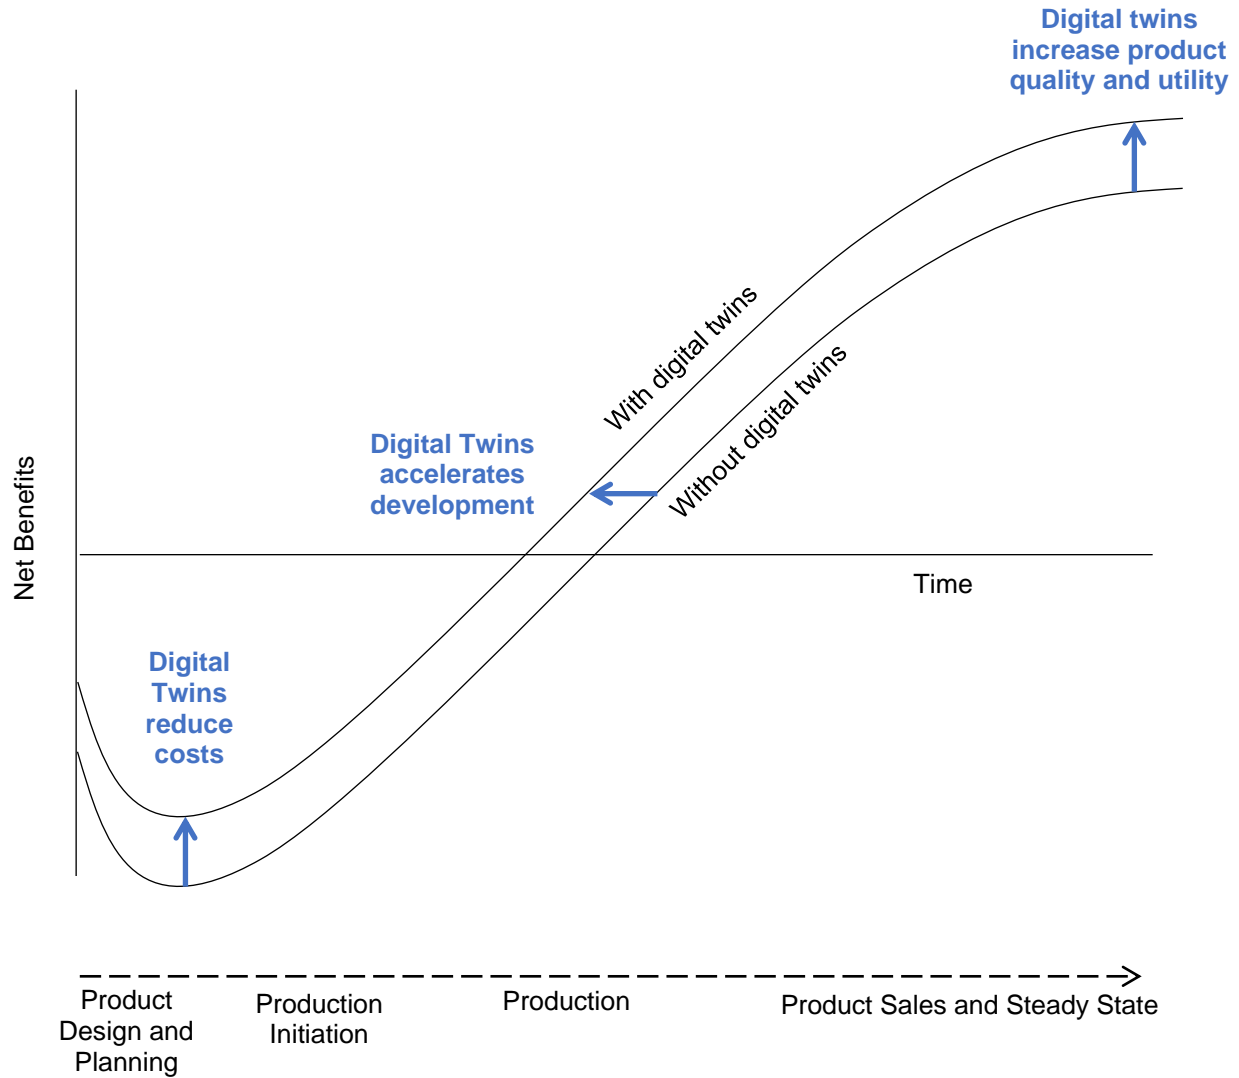 Digital twins
increase product
quality and utility
With digital twins
Without digital twins
Digital Twins
accelerates
development
Net Benefits
Time
Digital
Twins
reduce
costs
Product
Design and
Planning
Production
Initiation
Production
Product Sales and Steady State